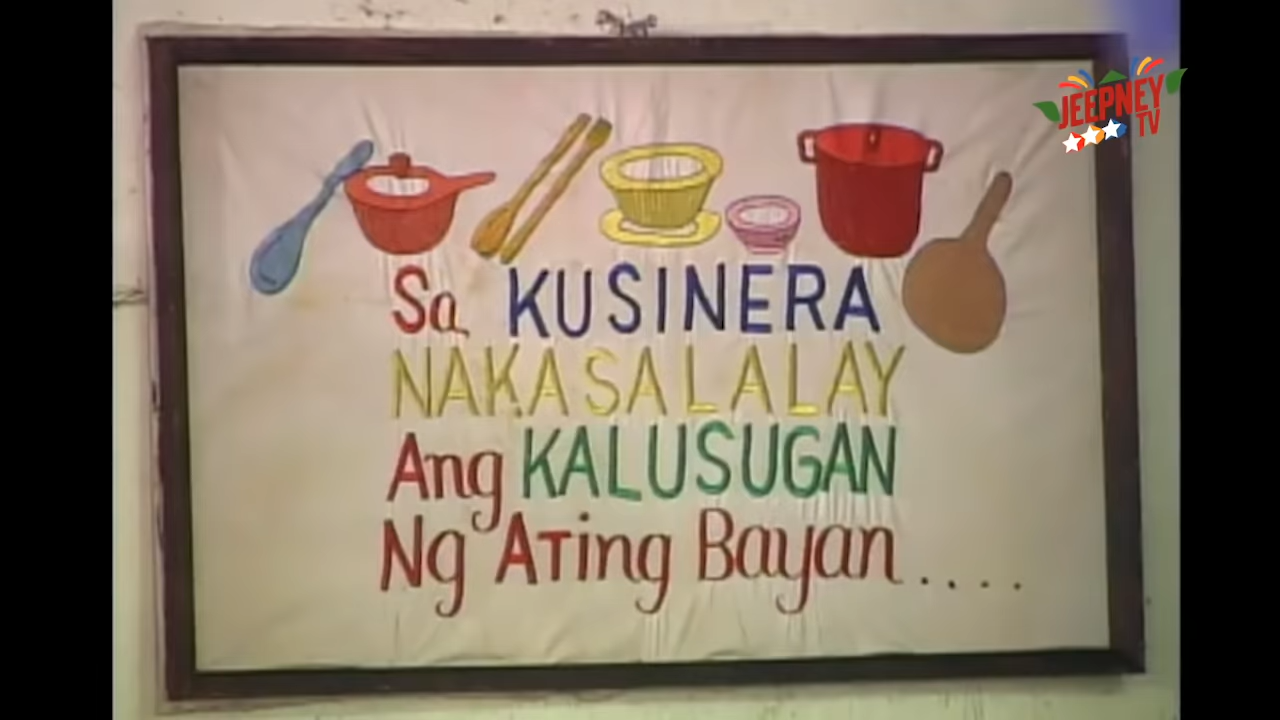 JEEPNEY
TV
Sa KUSINERA
NAKASALALAY
Ang KALUSUGAN
Ng ATing Bayan....